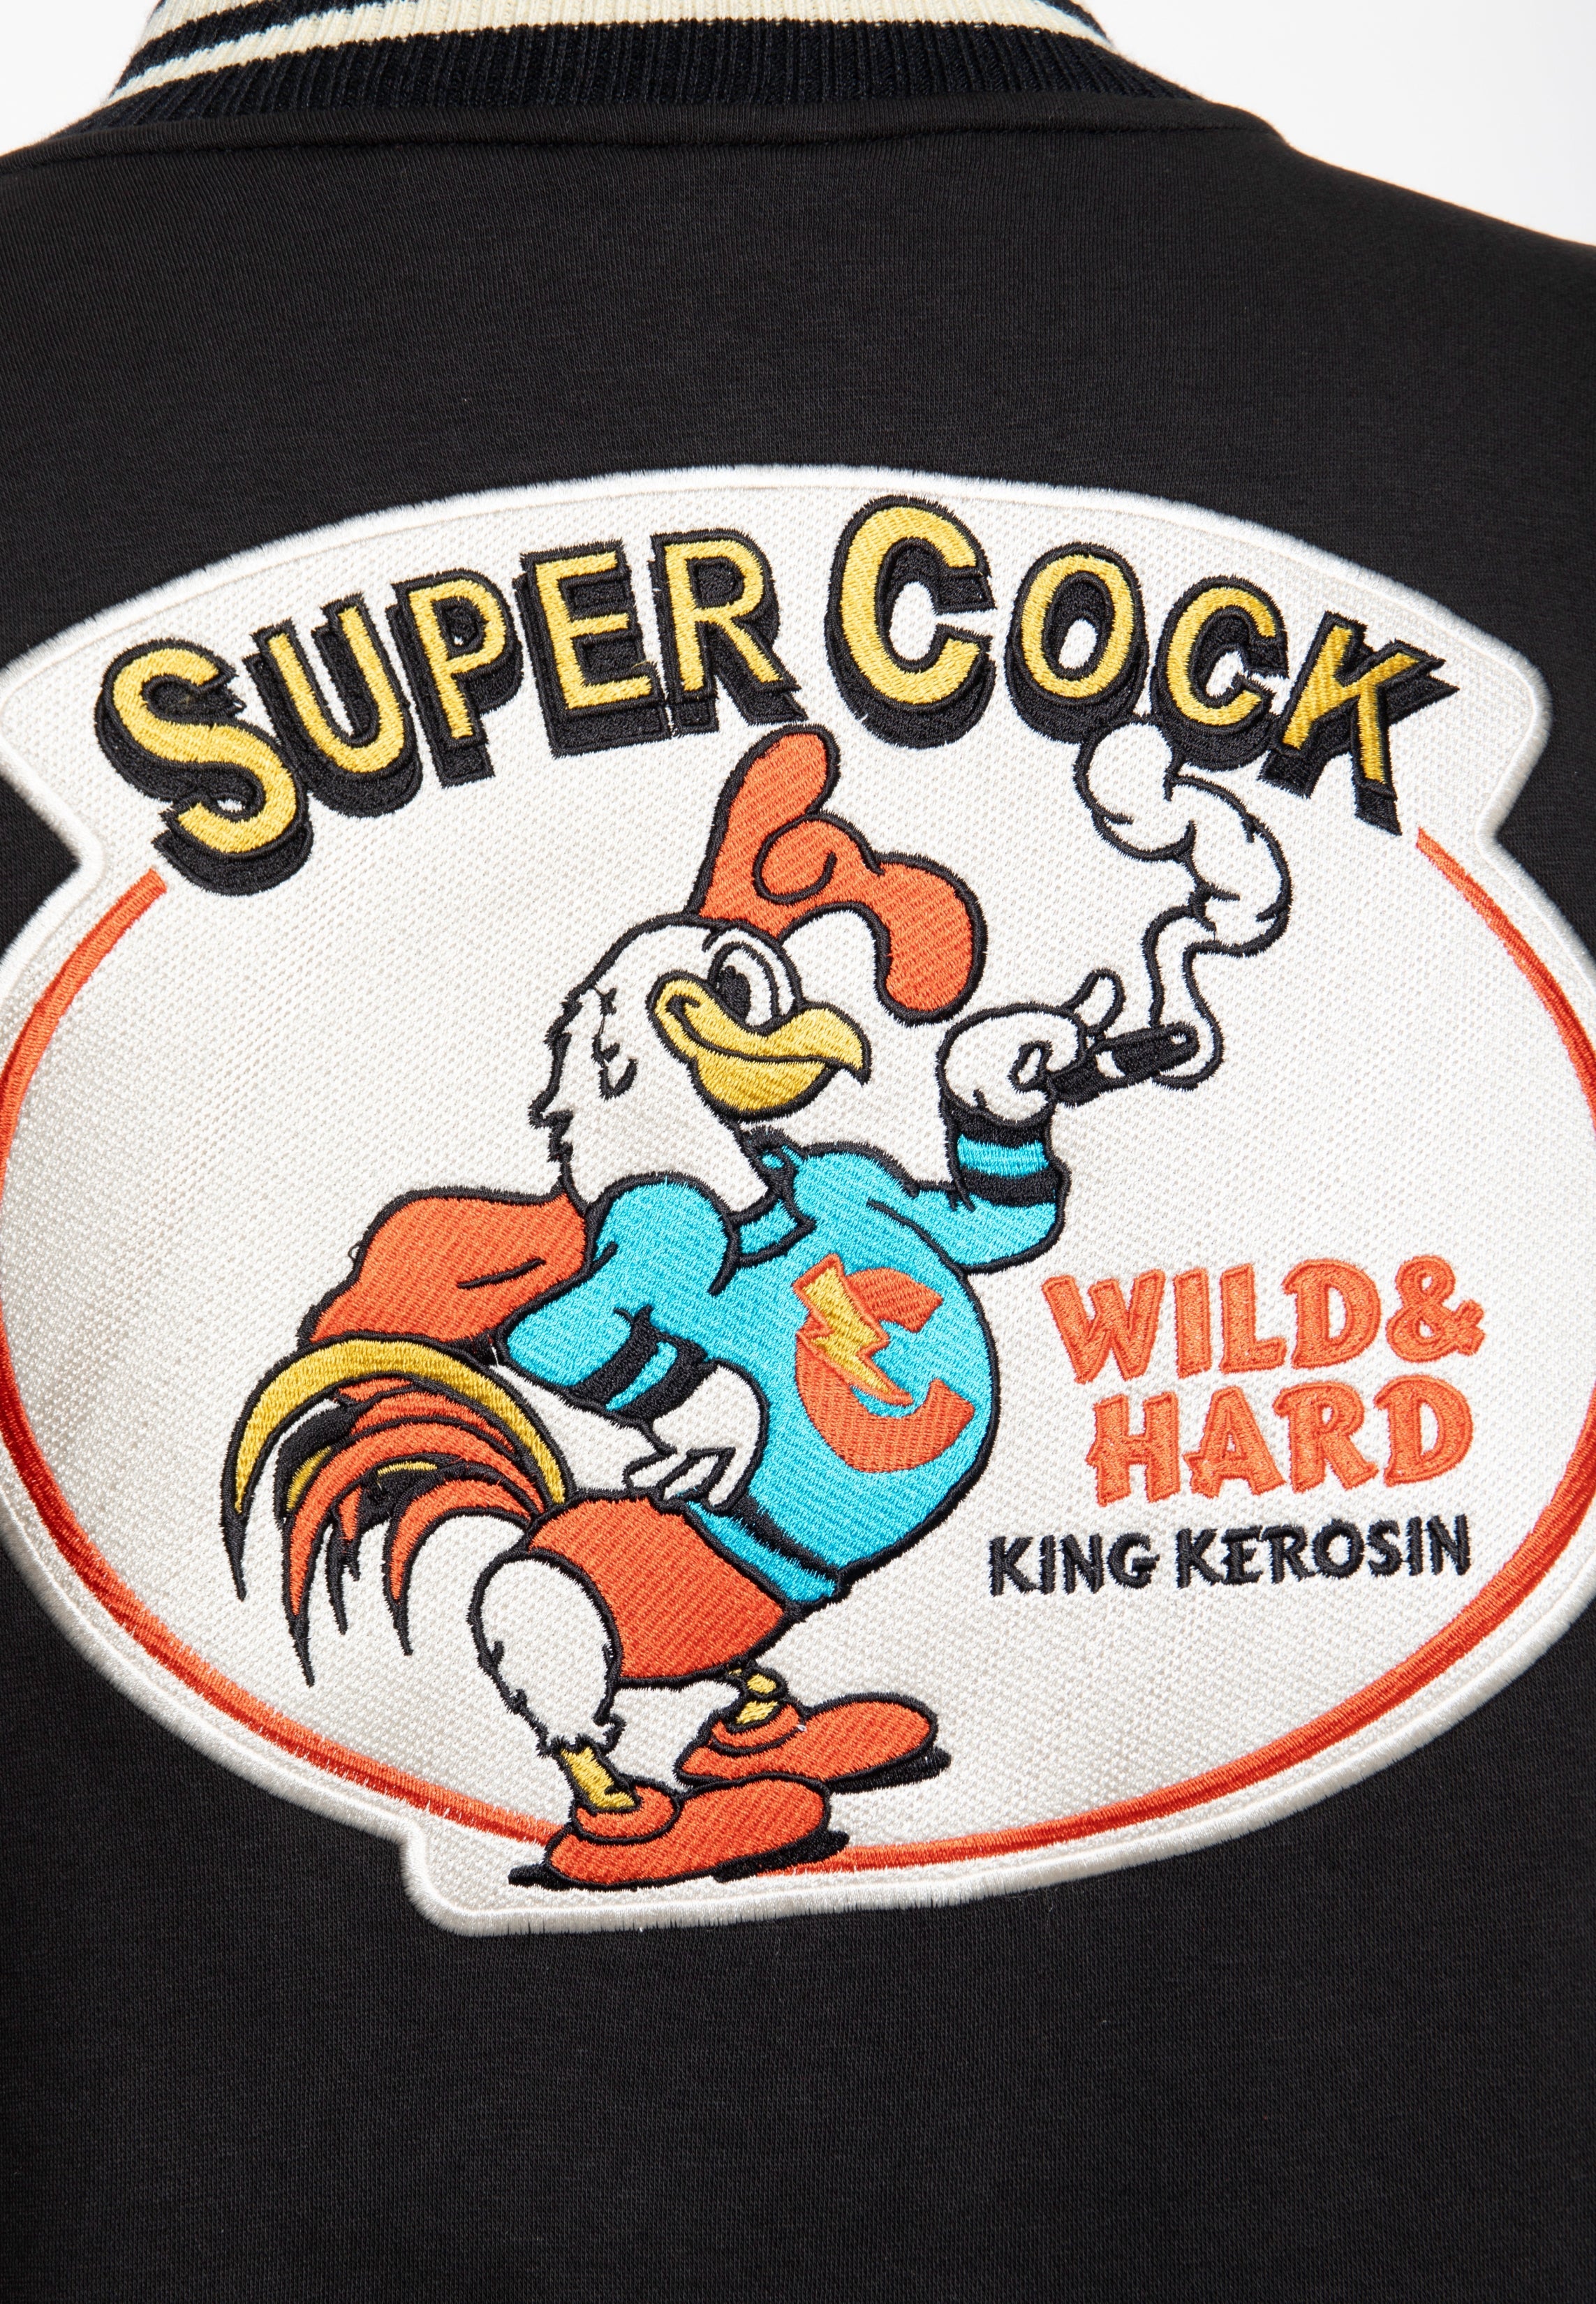 SUPER COCK
WILD &
HARD
KING KEROSIN
C